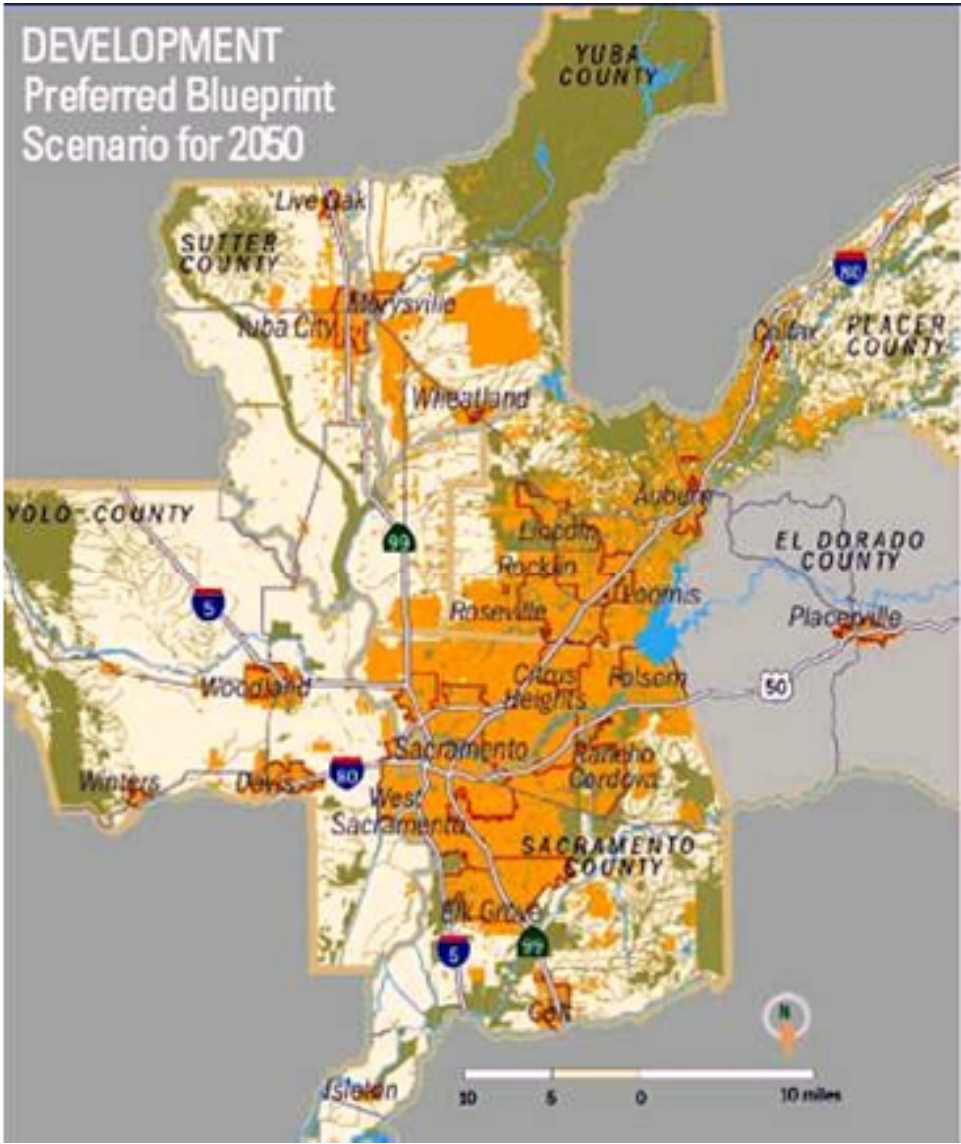 DEVELOPMENT
Preferred Blueprint
Scenario for 2050
YUBA
COUNTY
Live Oak
SUTTER
COUNTY
80
Marysville
Yuba City
Colfax
PLACER
COUNTY
Wheatland
Auburn
YOLO COUNTY
Lincoln
99
EL DORADO
COUNTY
Rocklin
5
Roseville
Loomis
Placerville
Woodland
Citrus
Heights
Folsom
50
Sacramento
Rancho
Cordova
Winters
Davis
80
West
Sacramento
SACRAMENTO
COUNTY
Elk Grove
5
99
Galt
N
Isleton
10
5
0
10 miles